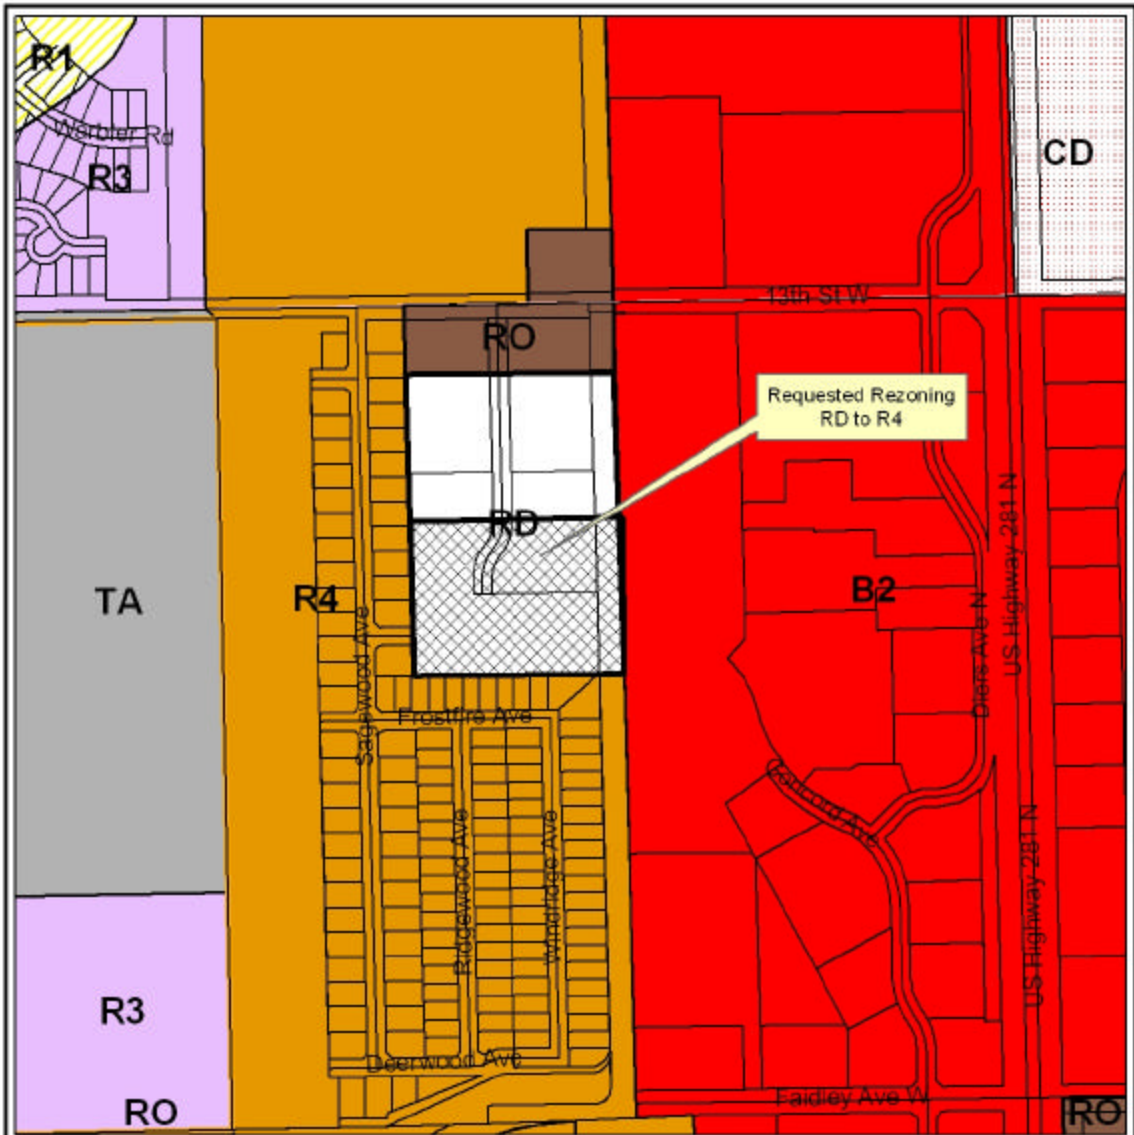 R1
Warbler Rd
R3
CD
13th St W
RO
Requested Rezoning
RD to R4
RD
TA
R4
B2
US Highway 281 N
Diers Ave N
Sagewood Ave
Frostfire Ave
Concord Ave
Ridgewood Ave
Windridge Ave
US Highway 281 N
R3
Deerwood Ave
Faidley Ave W
RO
RO